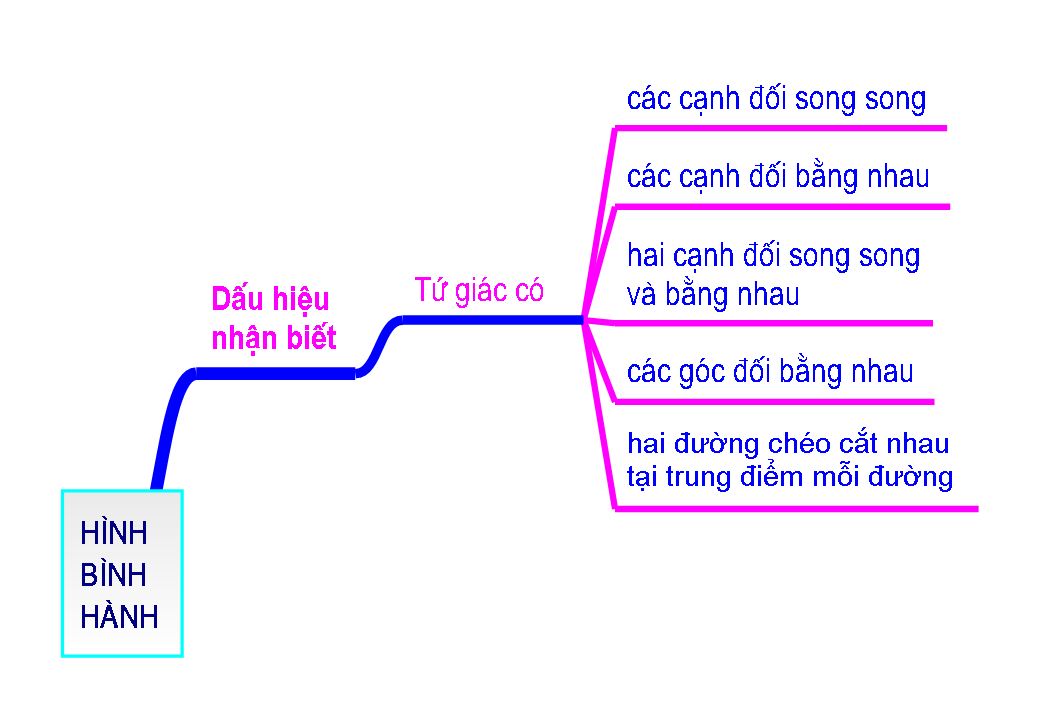 HÌNH
BÌNH
HÀNH
Dấu hiệu
nhận biết
Tứ giác có
các cạnh đối song song
các cạnh đối bằng nhau
hai cạnh đối song song
và bằng nhau
các góc đối bằng nhau
hai đường chéo cắt nhau
tại trung điểm mỗi đường